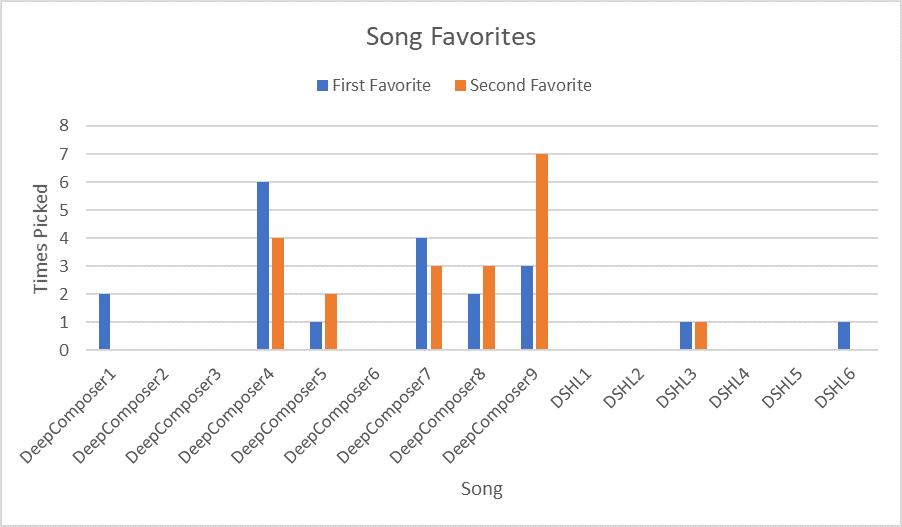 Song Favorites
First Favorite Second Favorite
8
7
6
5
4
3
2
1
0
Times Picked
DeepComposer1
DeepComposer2
DeepComposer3
DeepComposer4
DeepComposer5
DeepComposer6
DeepComposer7
DeepComposer8
DeepComposer9
DSHL1
DSHL2
DSHL3
DSHL4
DSHL5
DSHL6
Song